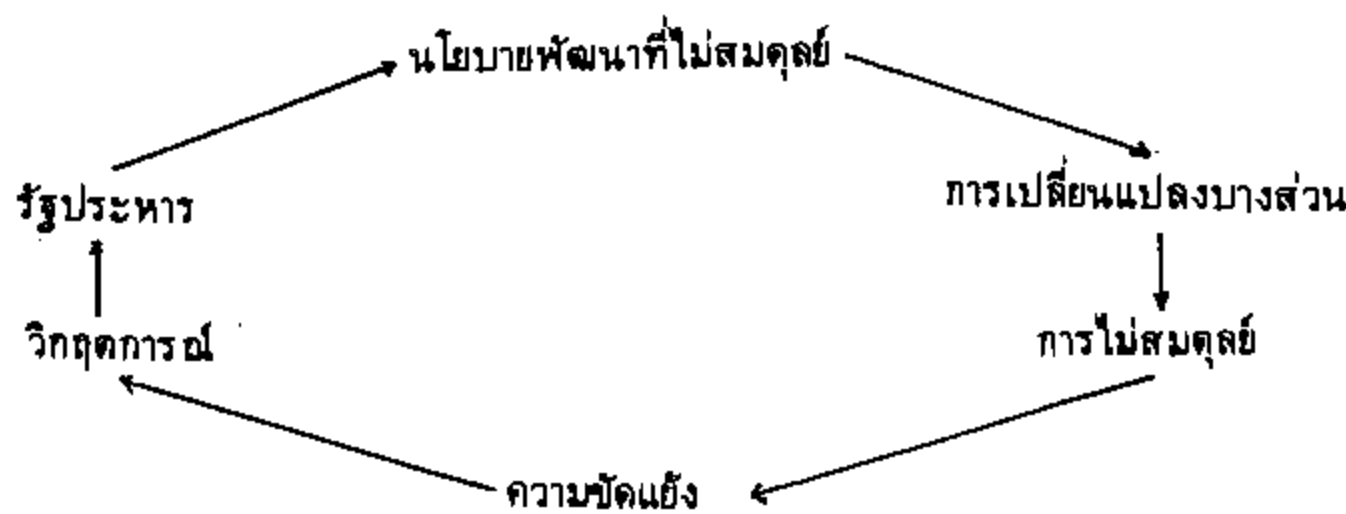 นโยบายพัฒนาที่ไม่สมดุลย์
รัฐประหาร
การเปลี่ยนแปลงบางส่วน
วิกฤตการณ์
การไม่สมดุลย์
ความขัดแย้ง